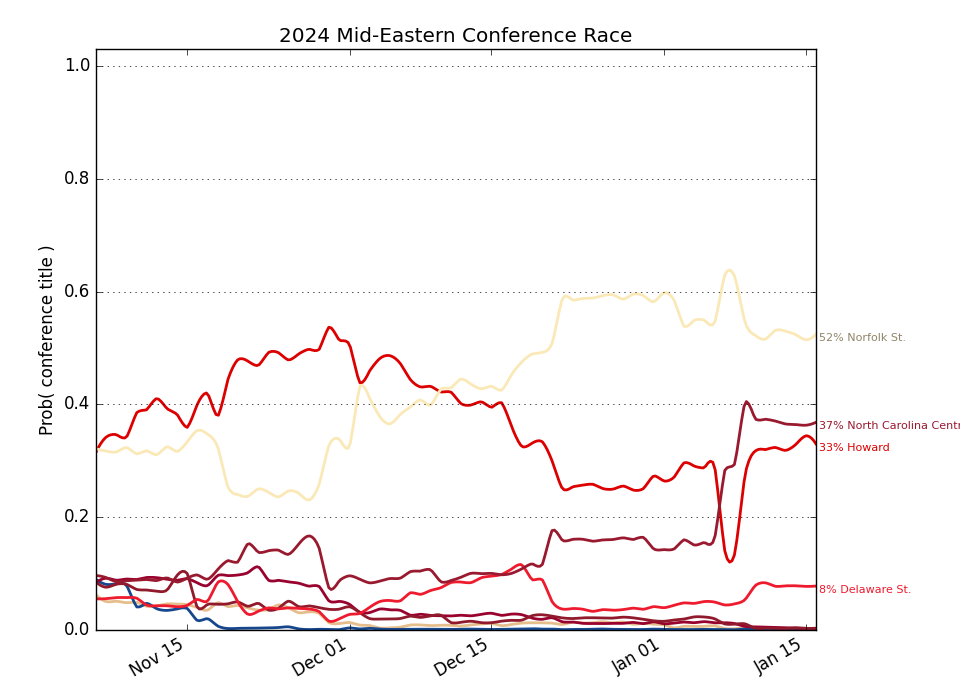 2024 Mid-Eastern Conference Race
Prob( conference title )
1.0
0.8
0.6
0.4
0.2
0.0
Nov 15
Dec 01
Dec 15
Jan 01
Jan 15
52% Norfolk St.
37% North Carolina Centr
33% Howard
8% Delaware St.